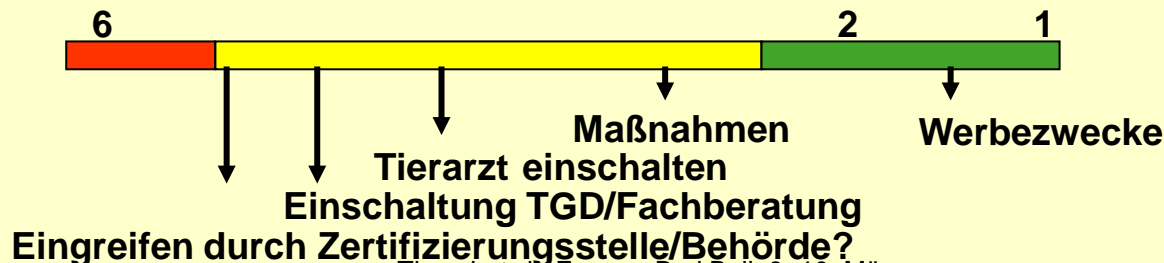 6 2 1
Maßnahmen Werbezwecke
Tierarzt einschalten
Einschaltung TGD/Fachberatung
Eingreifen durch Zertifizierungsstelle/Behörde?